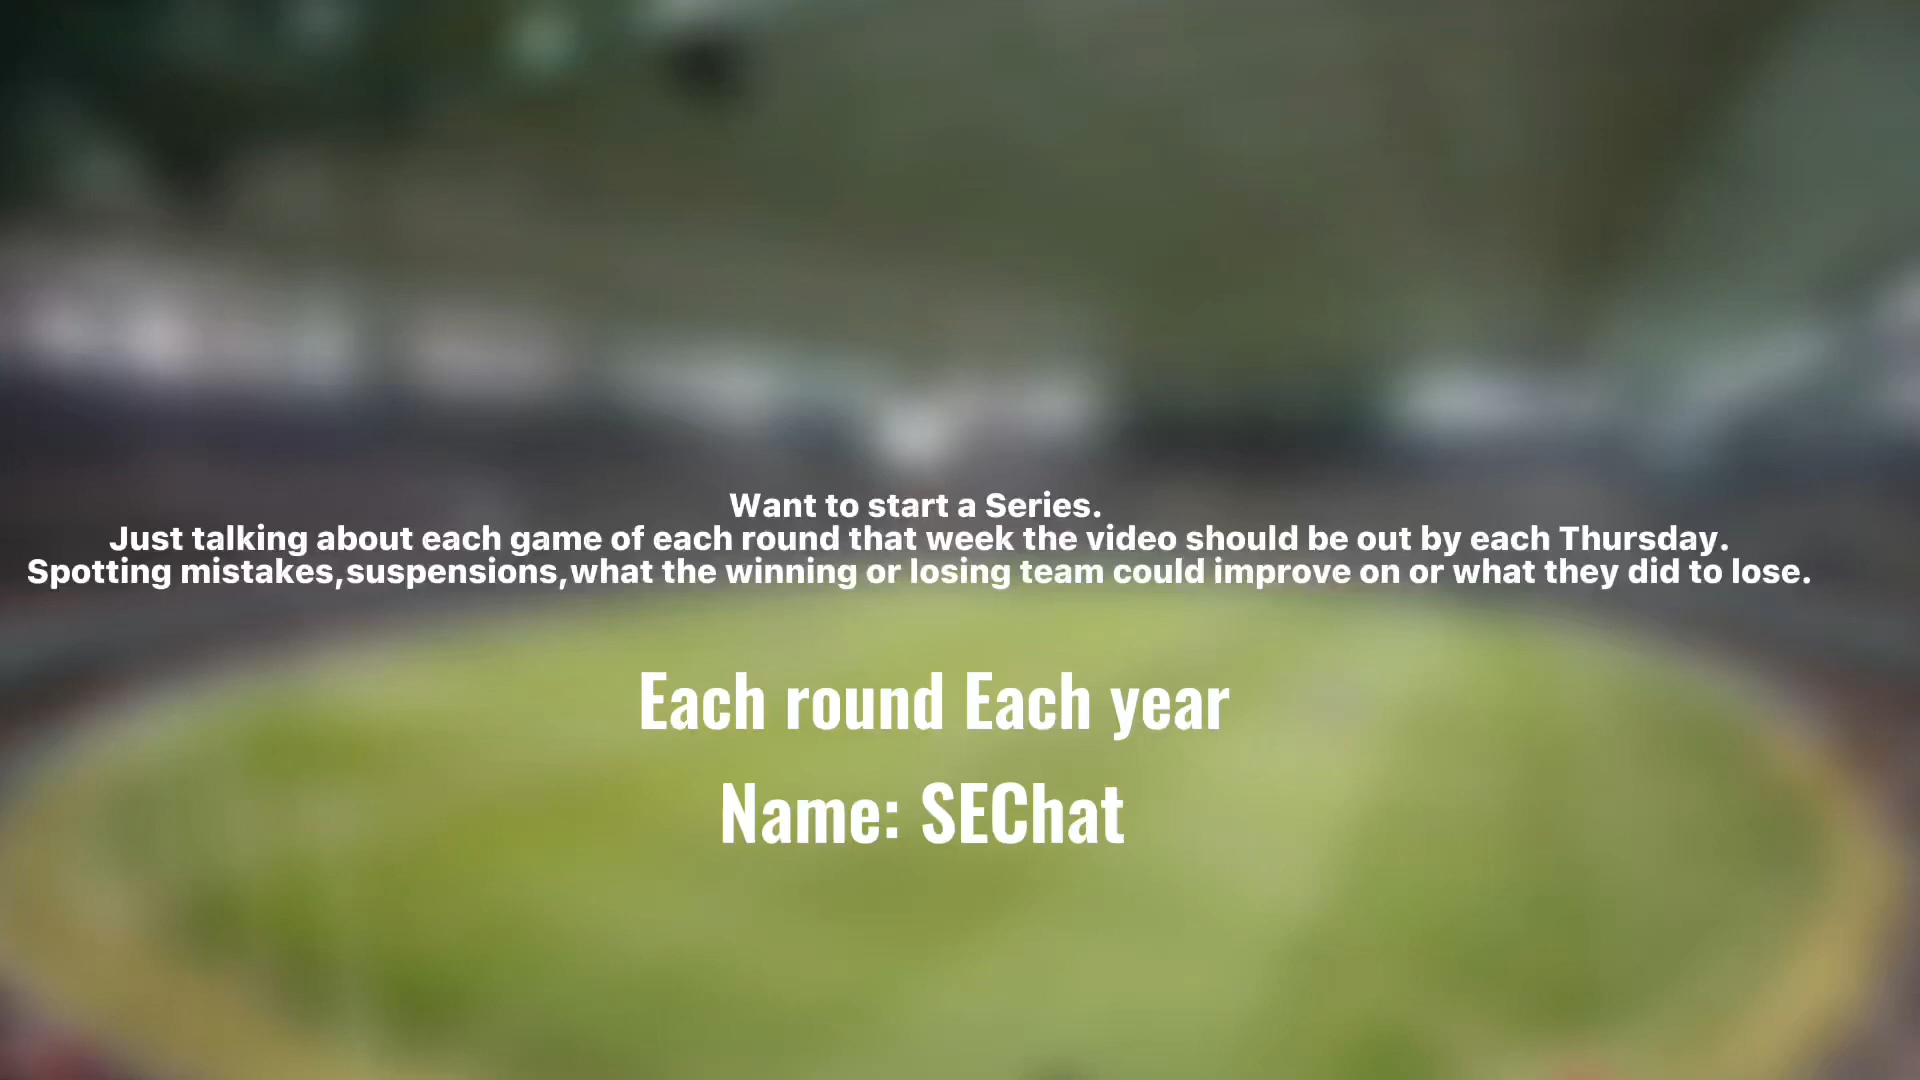 Want to start a Series.
Just talking about each game of each round that week the video should be out by each Thursday.
Spotting mistakes,suspensions,what the winning or losing team could improve on or what they did to lose.
Each round Each year
Name: SEChat